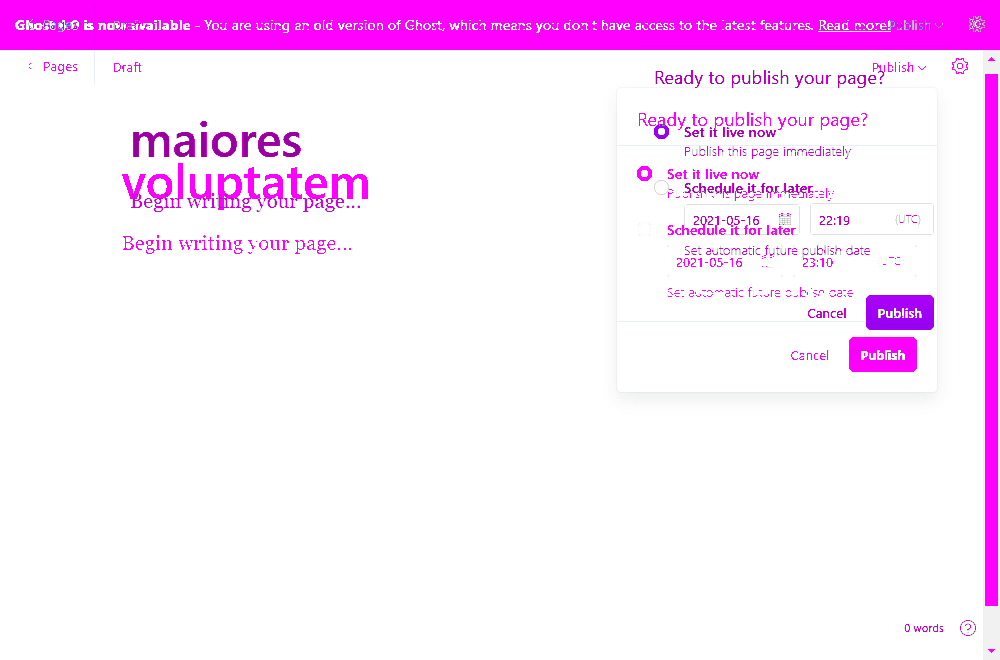 Ghost 4.0 is now available - You are using an old version of Ghost, which means you don't have access to the latest features. Read more!
Publish
Pages
Draft
Publish
Ready to publish your page?
Ready to publish your page?
maiores
Set it live now
Publish this page immediately
voluptatem
Set it live now
Schedule it for later
Publish this page immediately
Begin writing your page...
2021-05-16
22:19
(UTC)
Schedule it for later
Begin writing your page...
Set automatic future publish date
2021-05-16
23:10
UTC
Set automatic future publish date
Cancel
Publish
Cancel
Publish
0 words